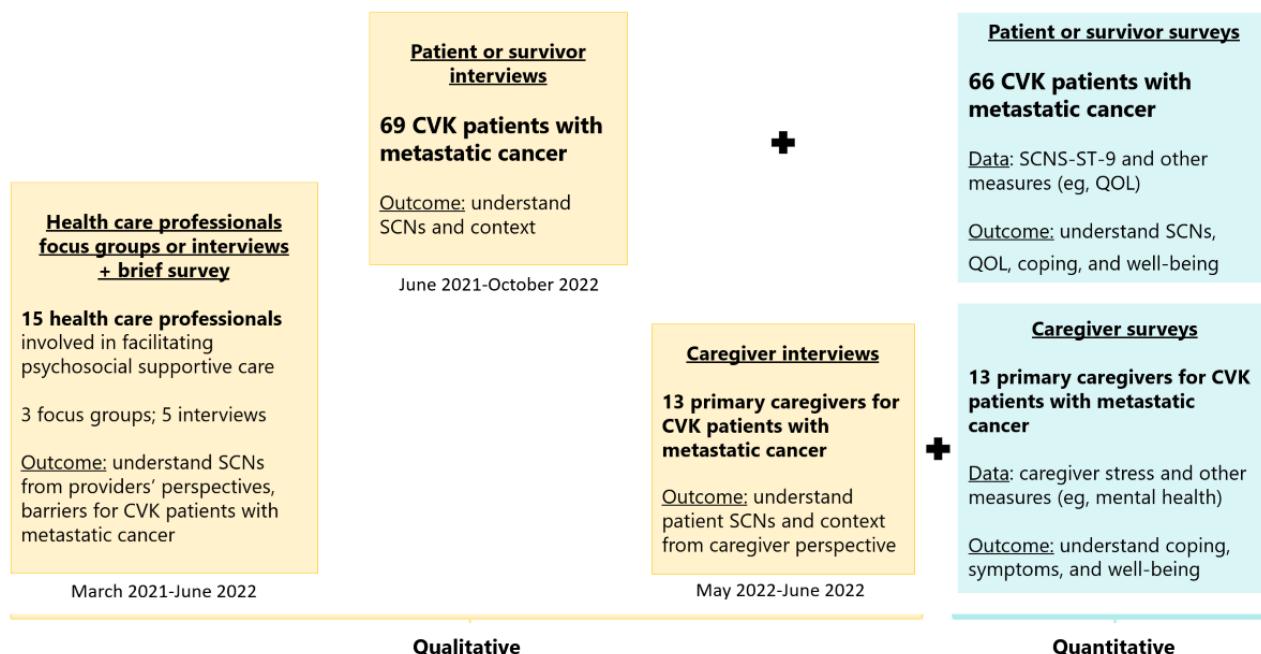 Health care professionals
focus groups or interviews
+ brief survey
15 health care professionals
involved in facilitating
psychosocial supportive care
3 focus groups; 5 interviews
Outcome: understand SCNs
from providers’ perspectives,
barriers for CVK patients with
metastatic cancer
March 2021-June 2022
Patient or survivor
interviews
69 CVK patients with
metastatic cancer
Outcome: understand
SCNs and context
June 2021-October 2022
Caregiver interviews
13 primary caregivers for
CVK patients with
metastatic cancer
Outcome: understand
patient SCNs and context
from caregiver perspective
May 2022-June 2022
Patient or survivor surveys
66 CVK patients with
metastatic cancer
Data: SCNS-ST-9 and other
measures (eg, QOL)
Outcome: understand SCNs,
QOL, coping, and well-being
Caregiver surveys
13 primary caregivers for CVK
patients with metastatic
cancer
Data: caregiver stress and other
measures (eg, mental health)
Outcome: understand coping,
symptoms, and well-being
Qualitative
Quantitative